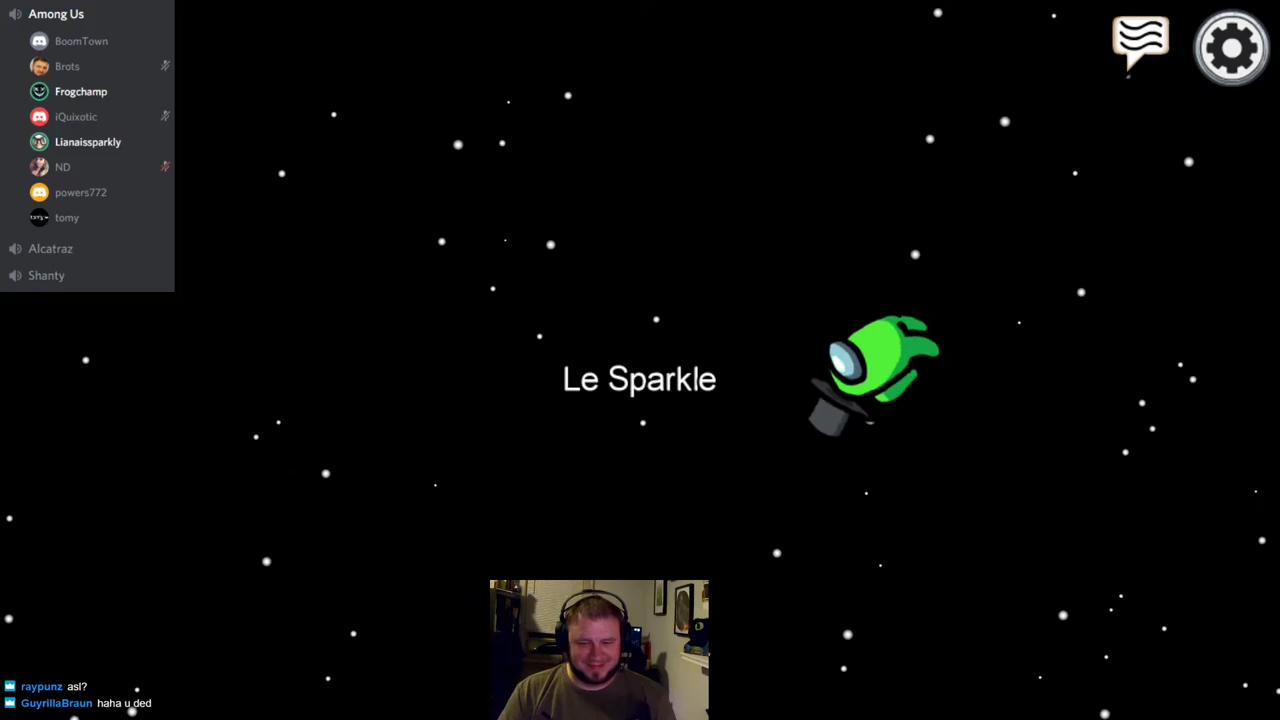 Among Us
BoomTown
Brots
Frogchamp
iQuixotic
Lianaissparkly
ND
powers772
tomy
Alcatraz
Shanty
Le Sparkle
raypunz asl?
GuyrillaBraun haha u ded